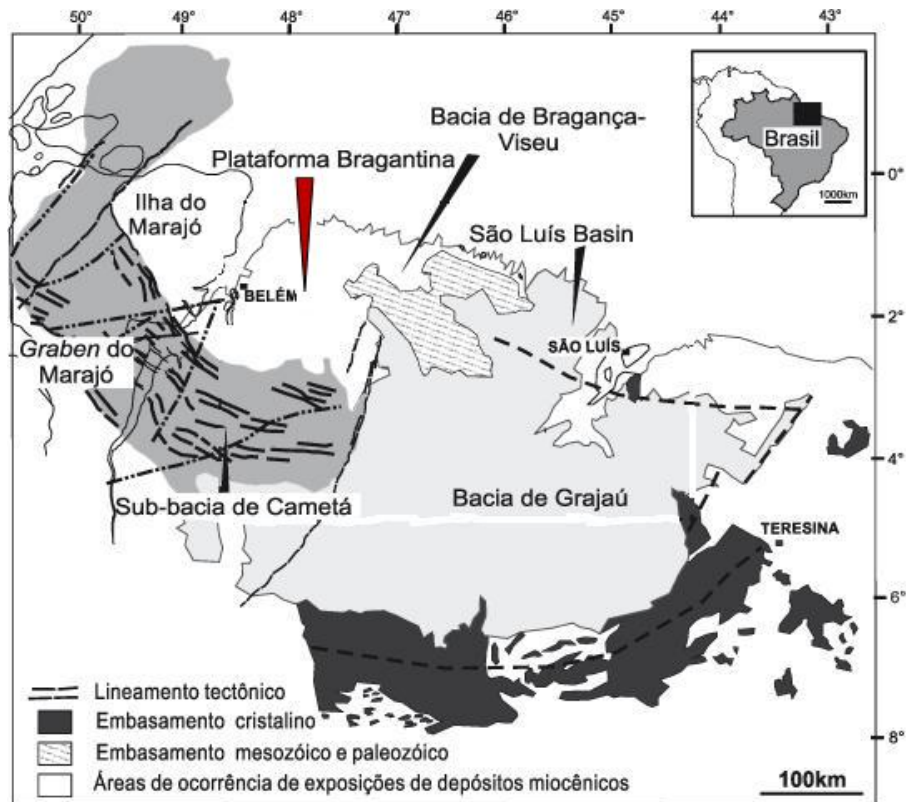 50° 49° 48° 47° 46° 45° 44° 43°
Bacia de Bragança-
Viseu
Plataforma Bragantina
Brasil
1000km
0°
Ilha do
Marajó
São Luís Basin
BELÉM
2°
SÃO LUÍS
Graben do
Marajó
4°
Sub-bacia de Cametá
Bacia de Grajaú
TERESINA
6°
Lineamento tectônico
Embasamento cristalino
Embasamento mesozóico e paleozóico
Áreas de ocorrência de exposições de depósitos miocênicos
8°
100km